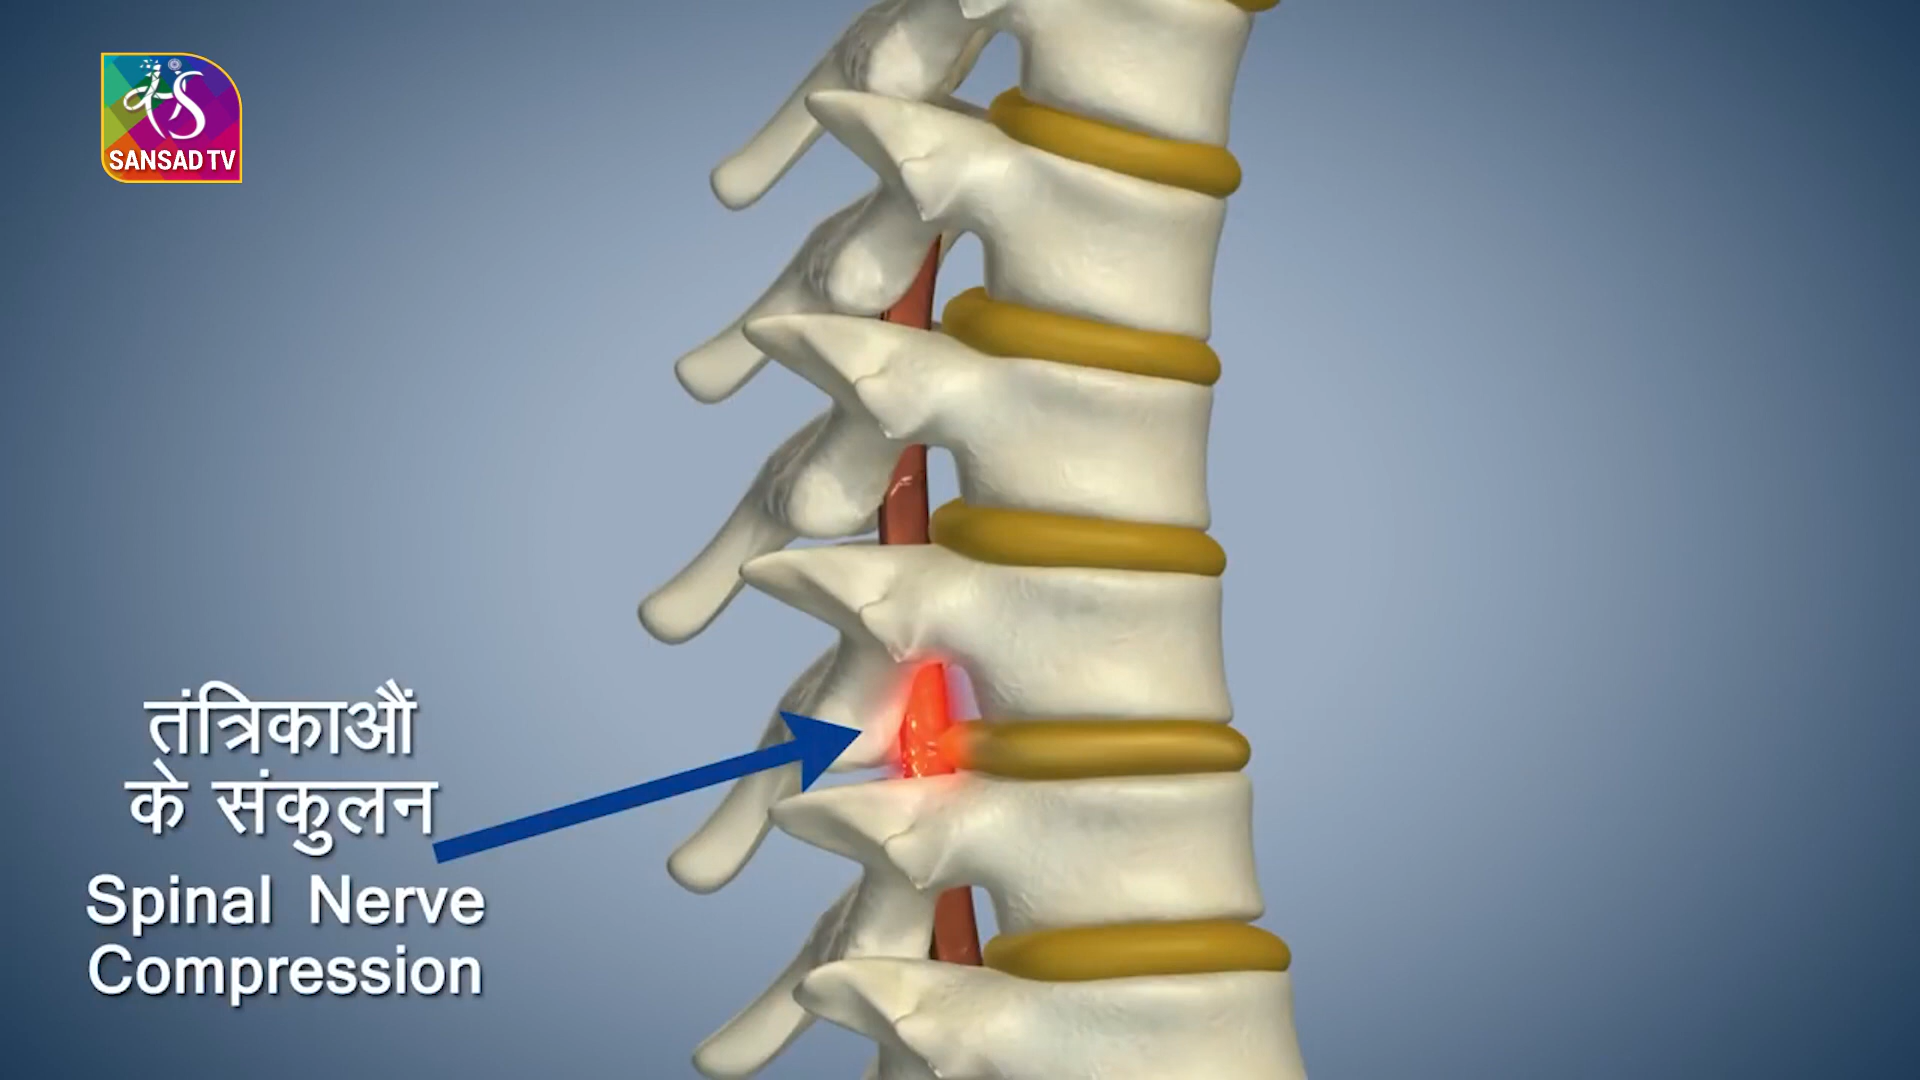 SANSAD TV
तंत्रिकाऔं
के संकुलन
Spinal Nerve
Compression